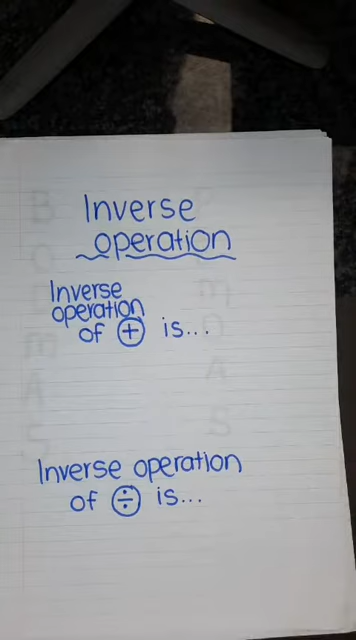 Inverse
operation
Inverse
operation
of + is...
Inverse operation
of ÷ is...